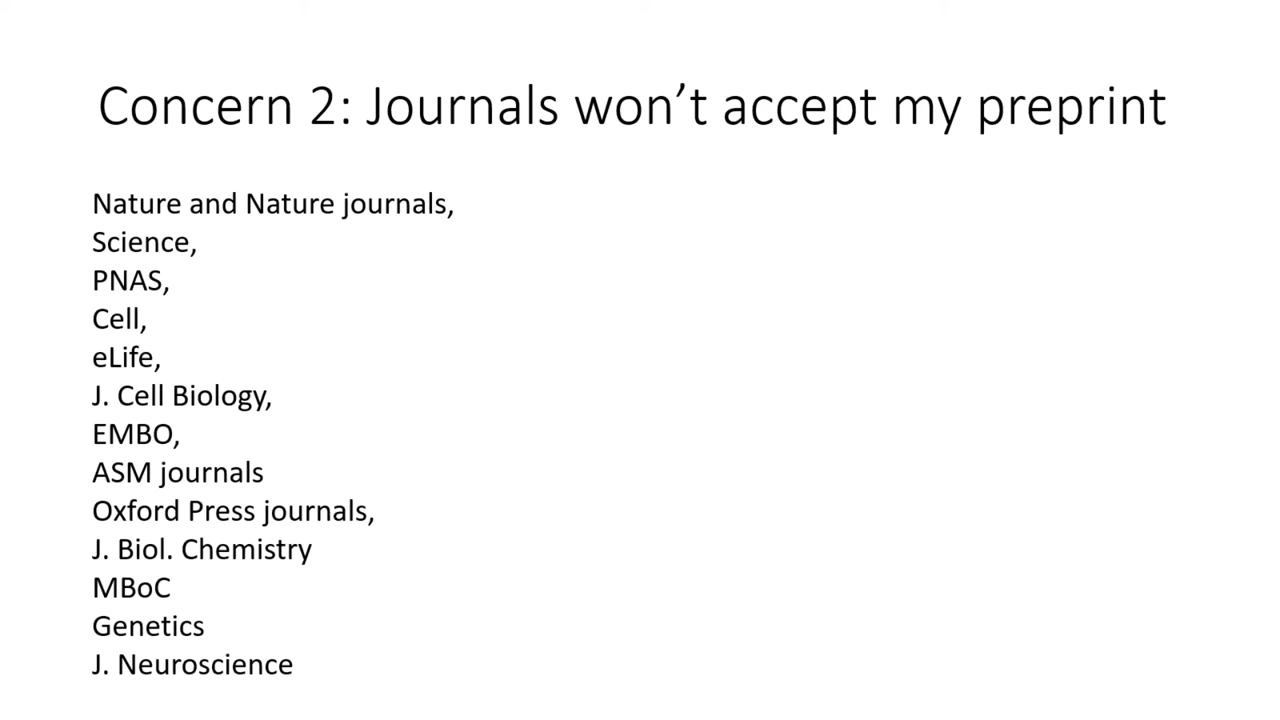 Concern 2: Journals won’t accept my preprint
Nature and Nature journals,
Science,
PNAS,
Cell,
eLife,
J. Cell Biology,
EMBO,
ASM journals
Oxford Press journals,
J. Biol. Chemistry
MBoC
Genetics
J. Neuroscience